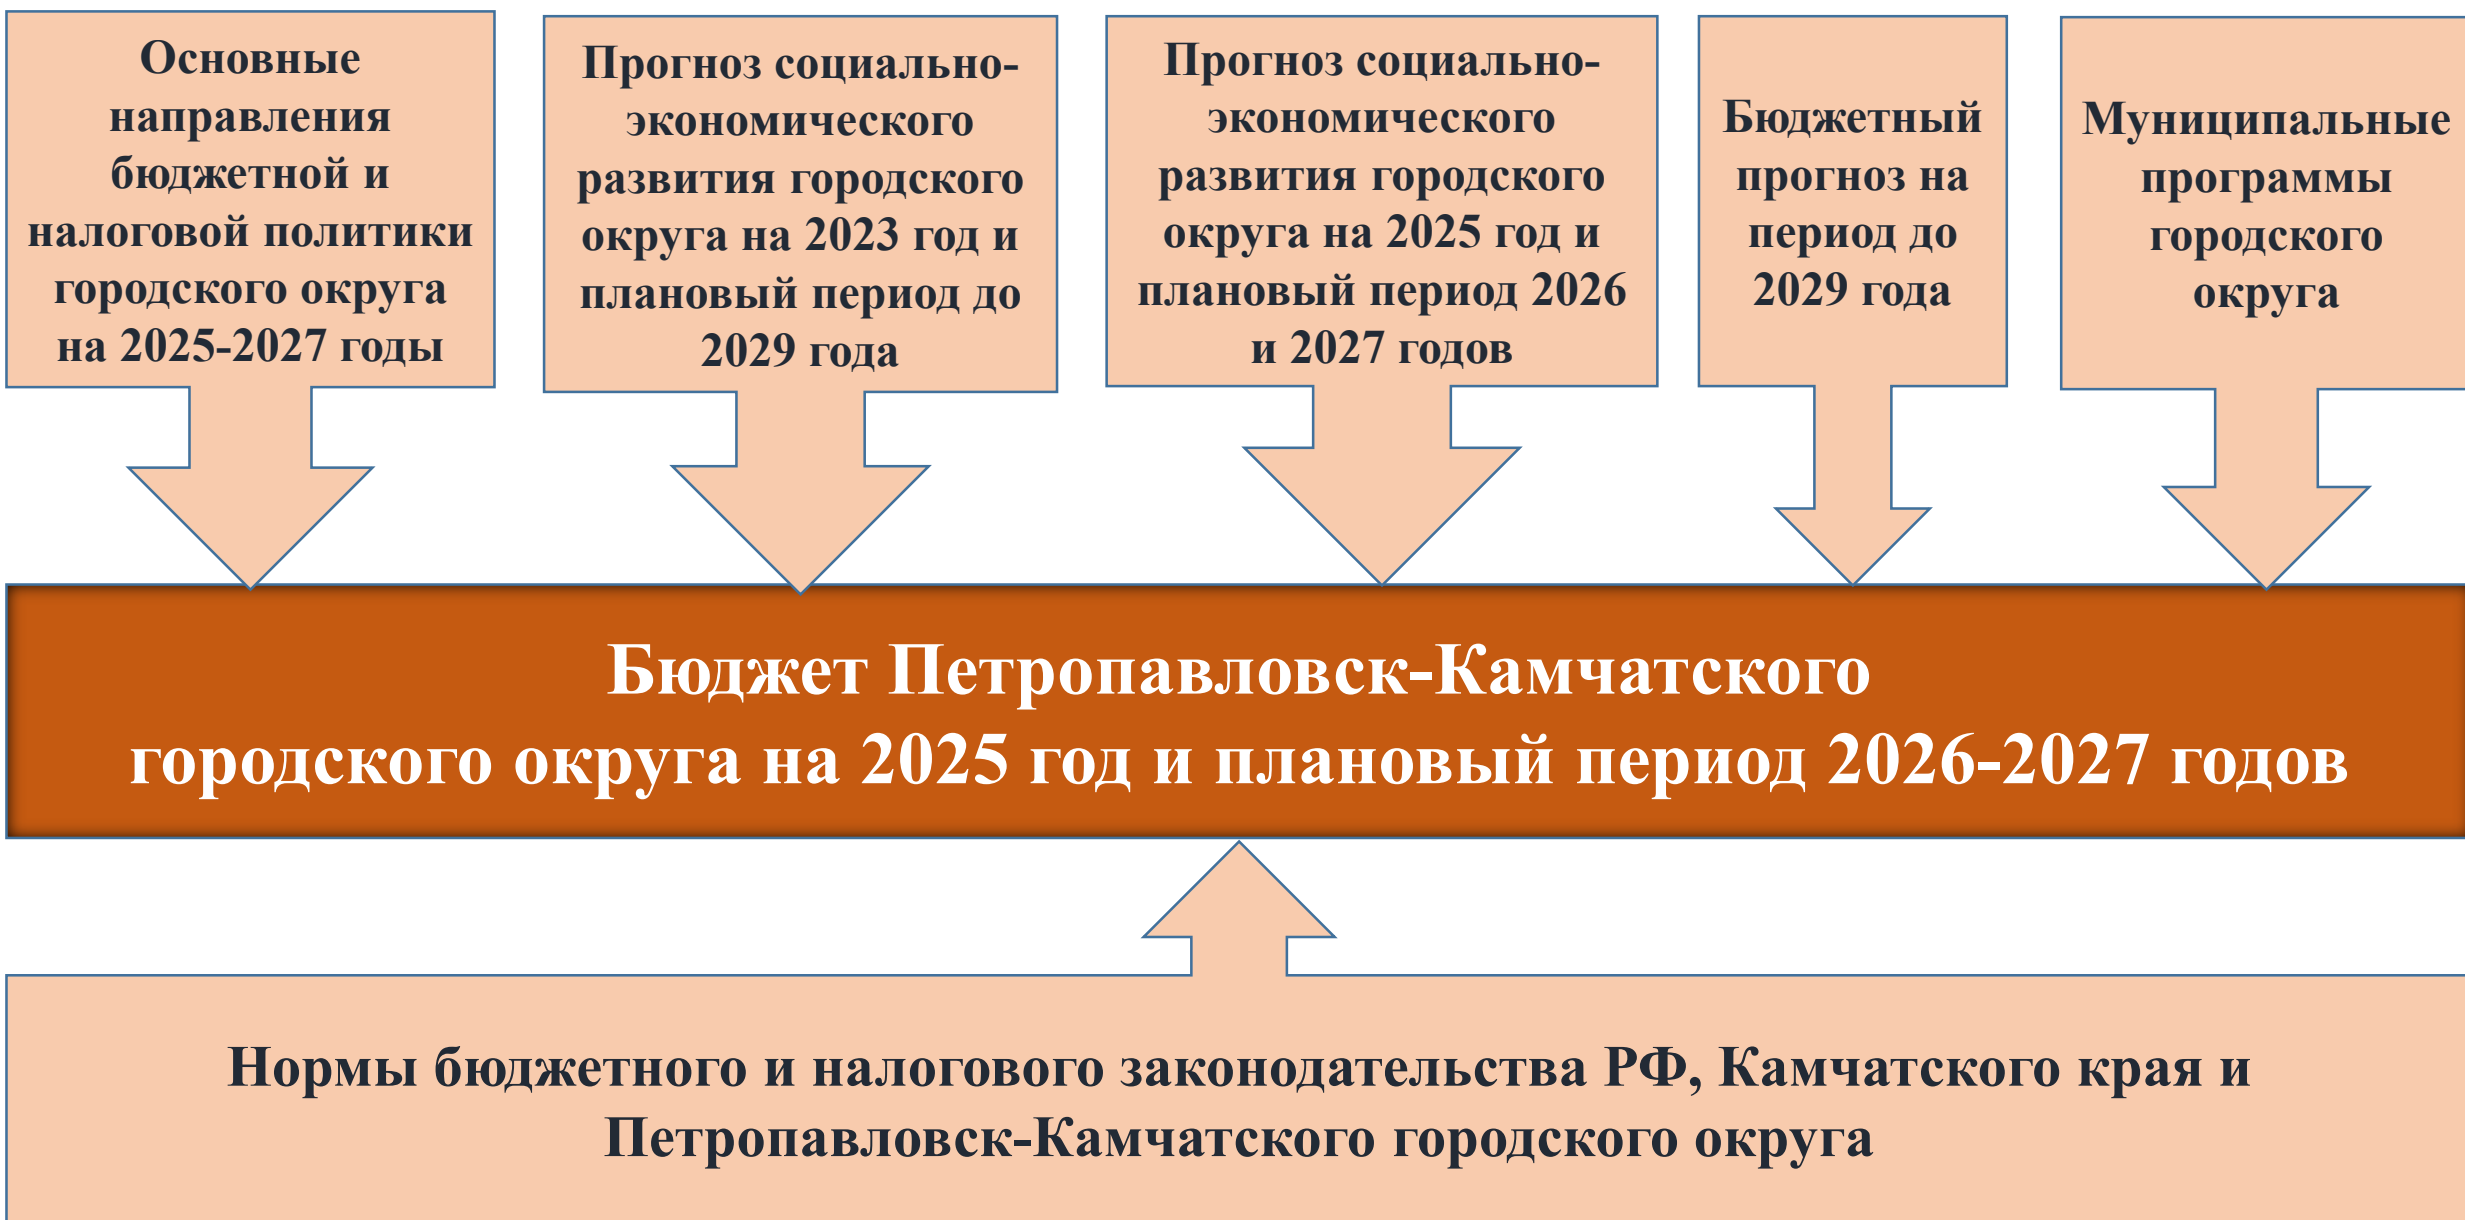 Основные
направления
бюджетной и
налоговой политики
городского округа
на 2025-2027 годы
Прогноз социально-
экономического
развития городского
округа на 2023 год и
плановый период до
2029 года
Прогноз социально-
экономического
развития городского
округа на 2025 год и
плановый период 2026
и 2027 годов
Бюджетный
прогноз на
период до
2029 года
Муниципальные
программы
городского
округа
Бюджет Петропавловск-Камчатского
городского округа на 2025 год и плановый период 2026-2027 годов
Нормы бюджетного и налогового законодательства РФ, Камчатского края и
Петропавловск-Камчатского городского округа